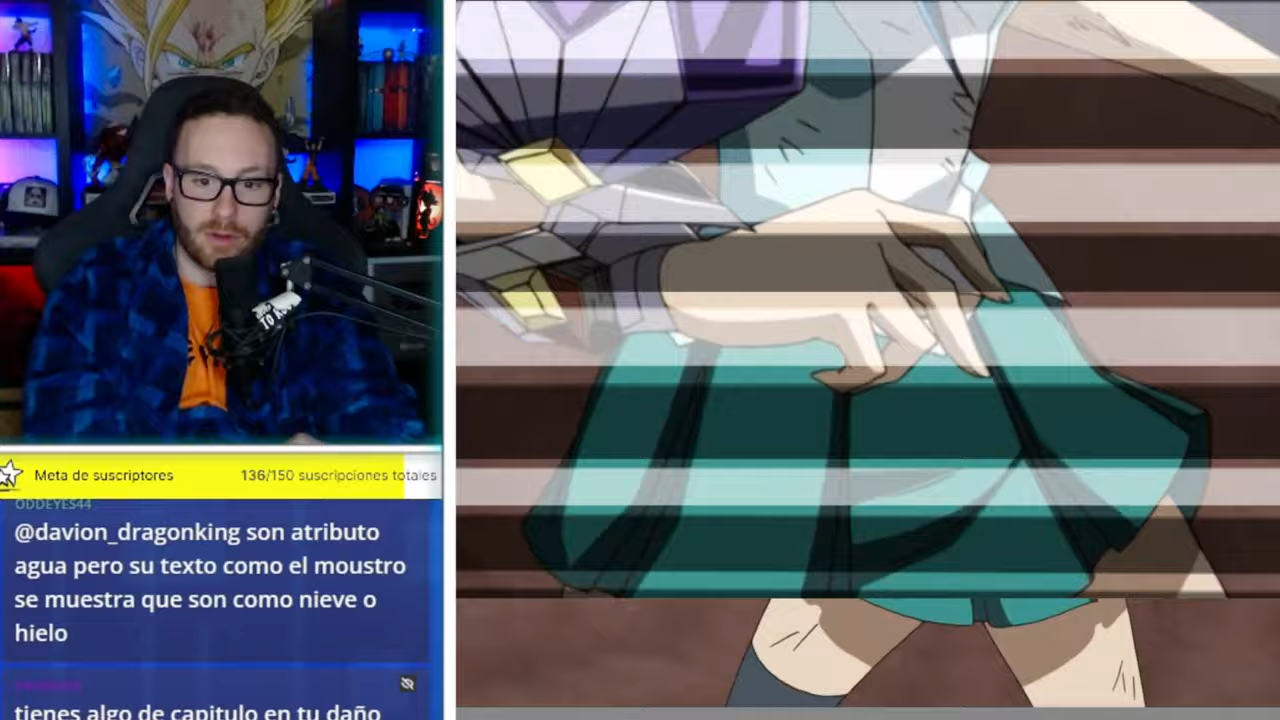 Meta de suscriptores 136/150 suscripciones totales
ODDEYES44
@davion_dragonking son atributo
agua pero su texto como el moustro
se muestra que son como nieve o
hielo
tienes algo de capitulo en tu daño